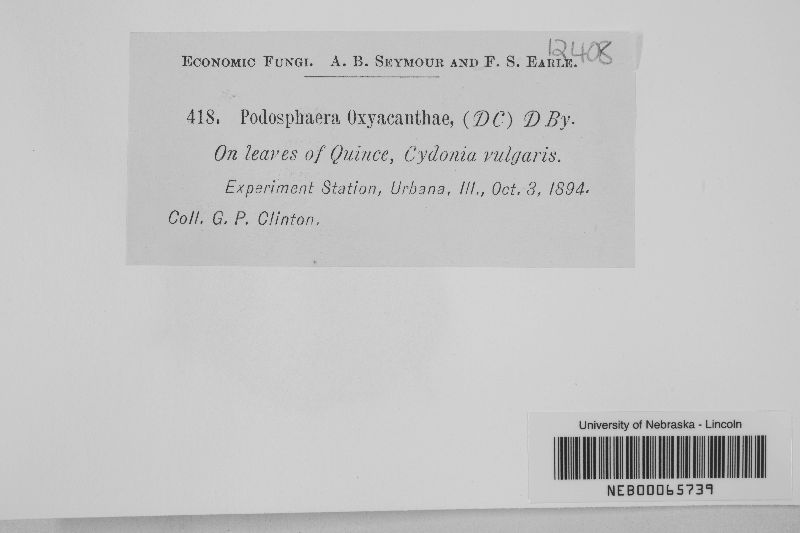 12408
ECONOMIC FUNGI. A. B. SEYMOUR AND F. S. EARLE.
418. Podosphaera Oxyacanthae, (DC) D By.
On leaves of Quince, Cydonia vulgaris.
Experiment Station, Urbana, Ill., Oct. 3, 1894.
Coll. G. P. Clinton.
University of Nebraska - Lincoln
NEB00065739